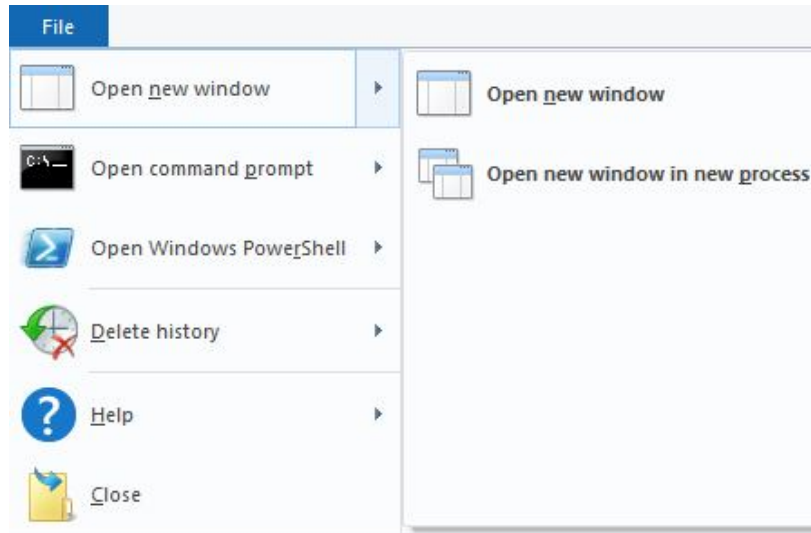 File
Open new window
Open command prompt
C:\
Open Windows PowerShell
Delete history
Help
Close
Open new window
Open new window in new process